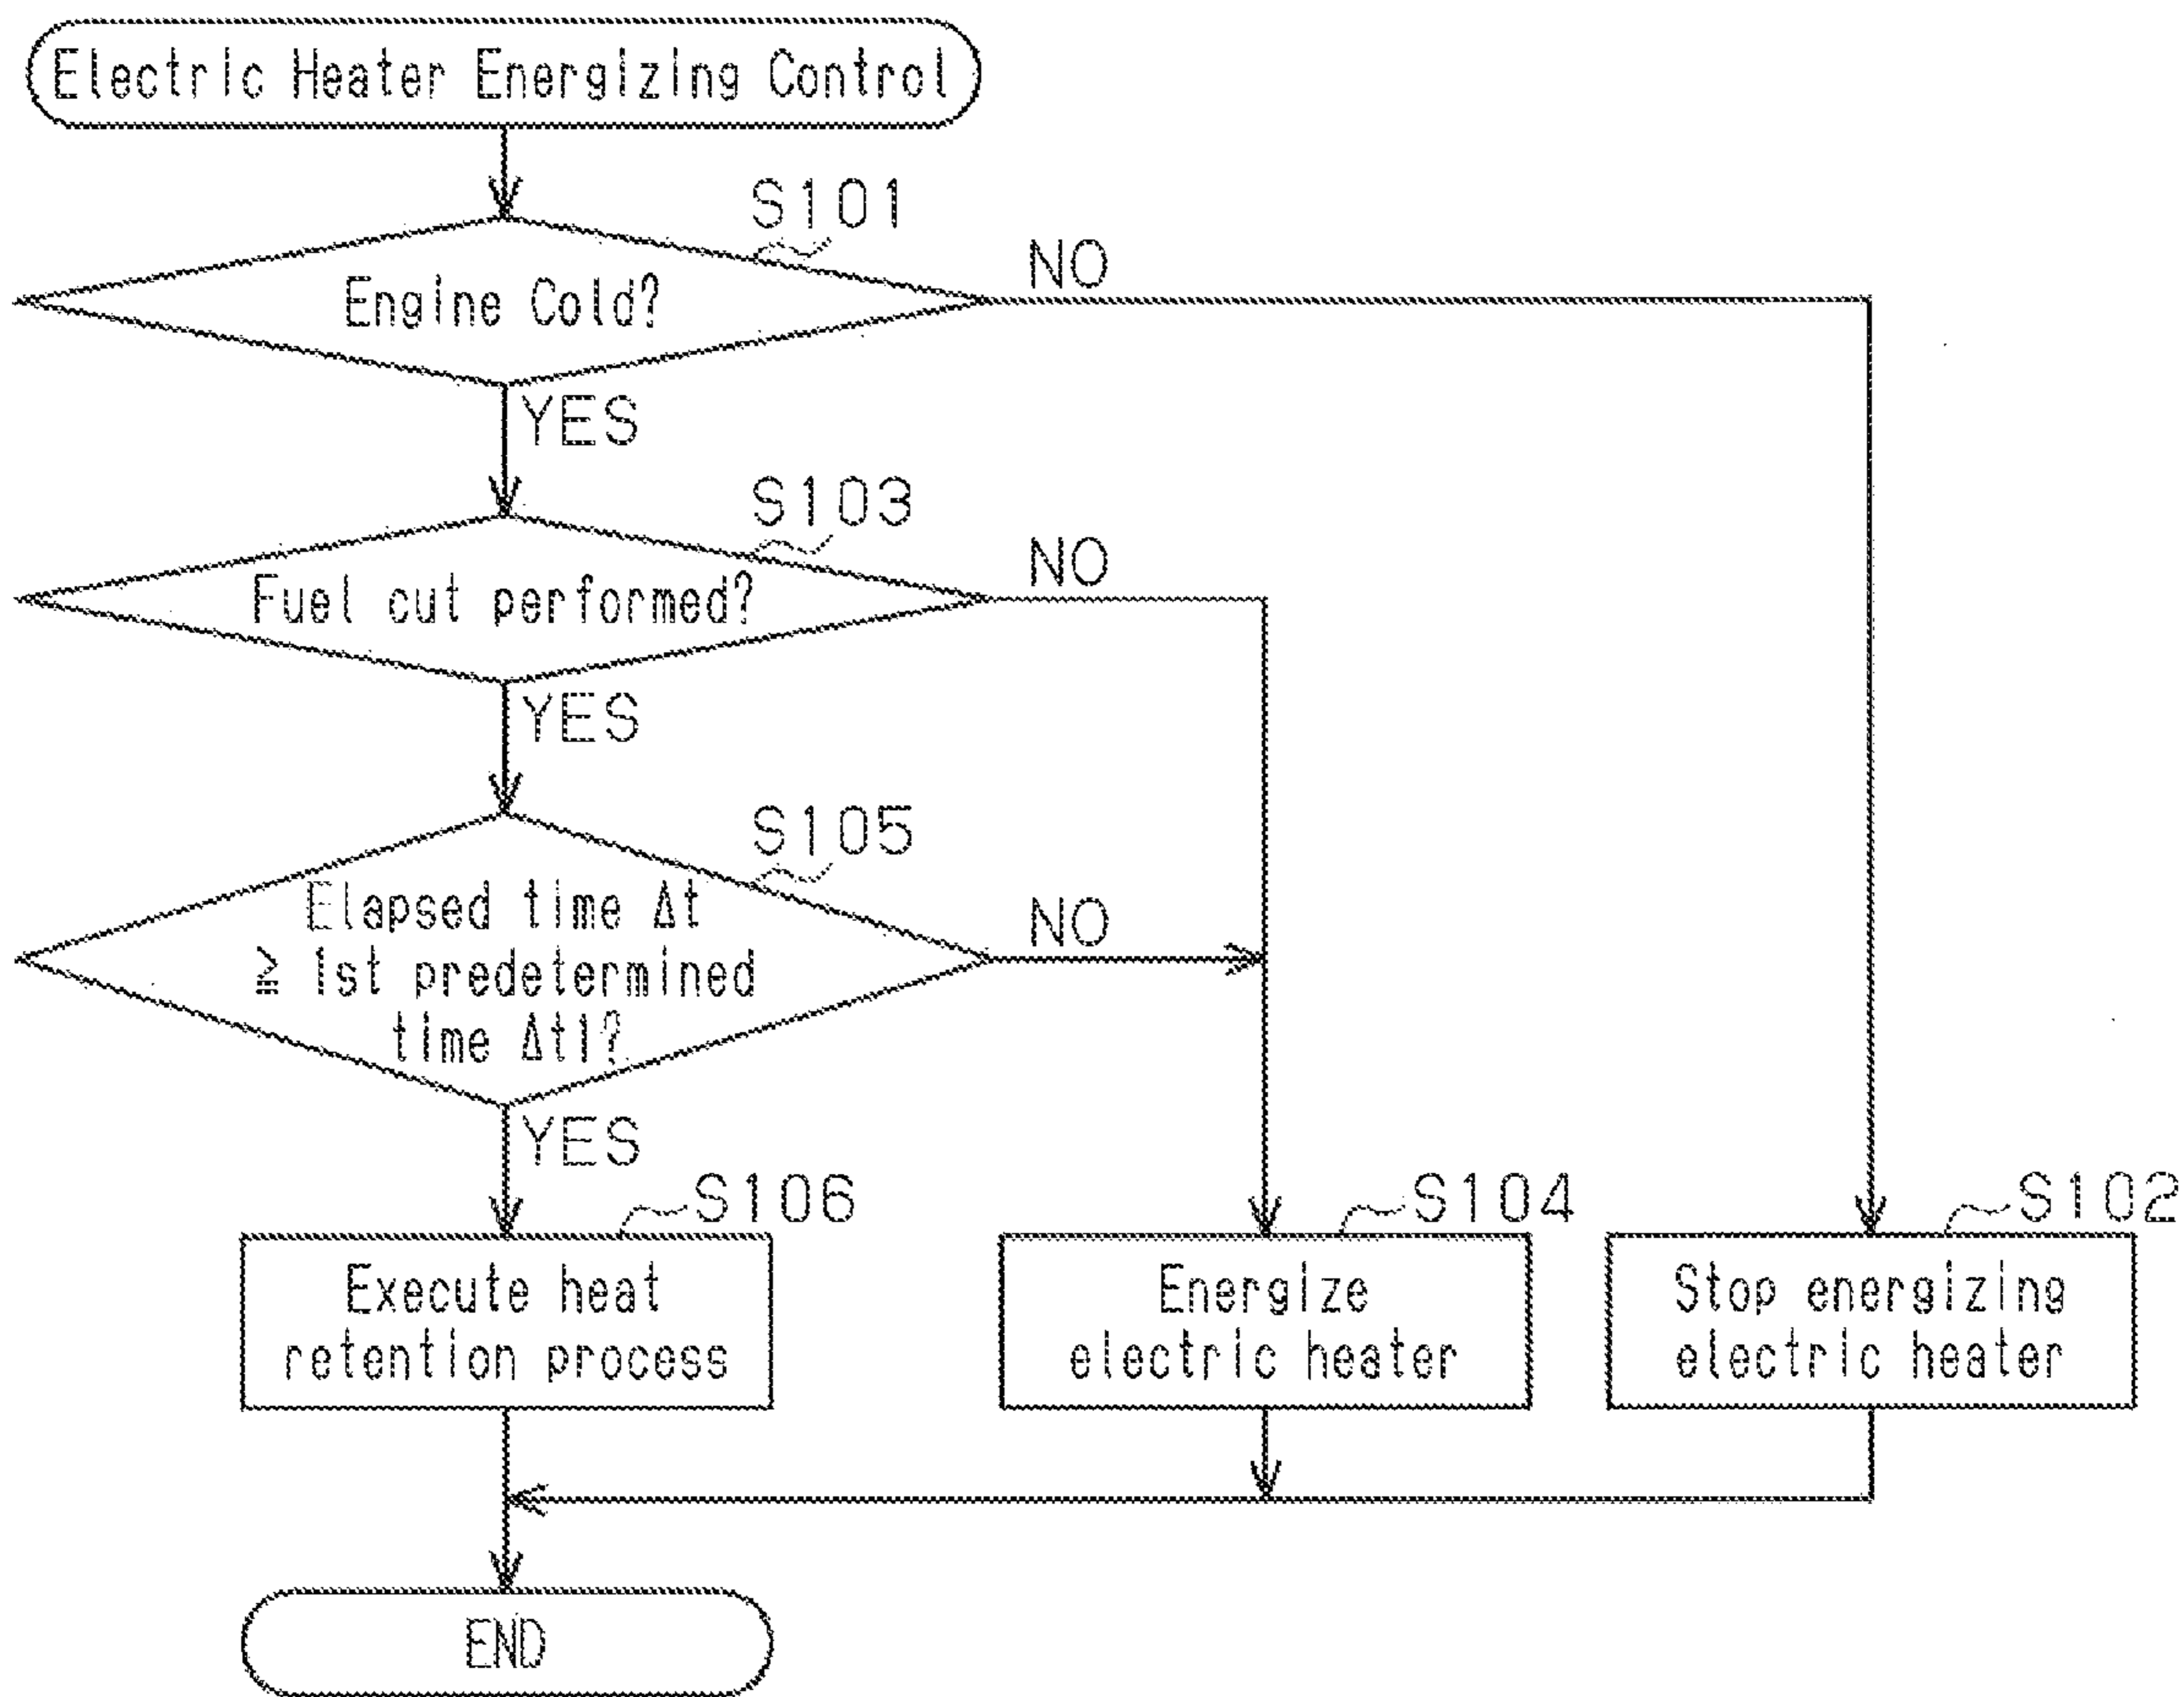 Electric Heater Energizing Control
S101
Engine Cold?
NO
YES
S103
Fuel cut performed?
NO
YES
S105
Elapsed time Δt
≧ 1st predetermined
time Δt1?
NO
YES
S106
Execute heat
retention process
S104
Energize
electric heater
S102
Stop energizing
electric heater
END